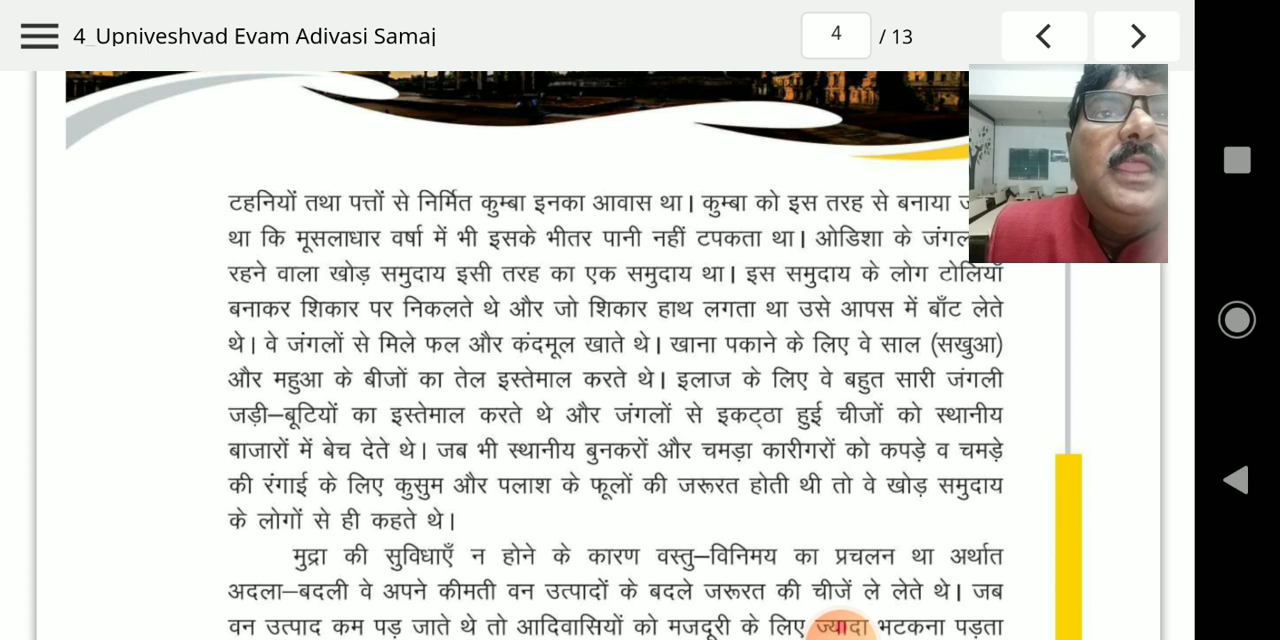 4_Upniveshvad Evam Adivasi Samaj
4 / 13
टहनियों तथा पत्तों से निर्मित कुम्बा इनका आवास था। कुम्बा को इस तरह से बनाया
था कि मूसलाधार वर्षा में भी इसके भीतर पानी नहीं टपकता था। ओडिशा के
रहने वाला खोड़ समुदाय इसी तरह का एक समुदाय था। इस समुदाय के लोग टोलियाँ
बनाकर शिकार पर निकलते थे और जो शिकार हाथ लगता था उसे आपस में बाँट लेते
थे। वे जंगलों से मिले फल और कंदमूल खाते थे। खाना पकाने के लिए वे साल (सखुआ)
और महुआ के बीजों का तेल इस्तेमाल करते थे। इलाज के लिए वे बहुत सारी जंगली
जड़ी–बूटियों का इस्तेमाल करते थे और जंगलों से इकट्ठा हुई चीजों को स्थानीय
बाजारों में बेच देते थे। जब भी स्थानीय बुनकरों और चमड़ा कारीगरों को कपड़े व चमड़े
की रंगाई के लिए कुसुम और पलाश के फूलों की जरूरत होती थी तो वे खोड़ समुदाय
के लोगों से ही कहते थे।
मुद्रा की सुविधाएँ न होने के कारण वस्तु–विनिमय का प्रचलन था अर्थात
अदला–बदली वे अपने कीमती वन उत्पादों के बदले जरूरत की चीजें ले लेते थे। जब
वन उत्पाद कम पड़ जाते थे तो आदिवासियों को मजदूरी के लिए ज्यादा भटकना पड़ता